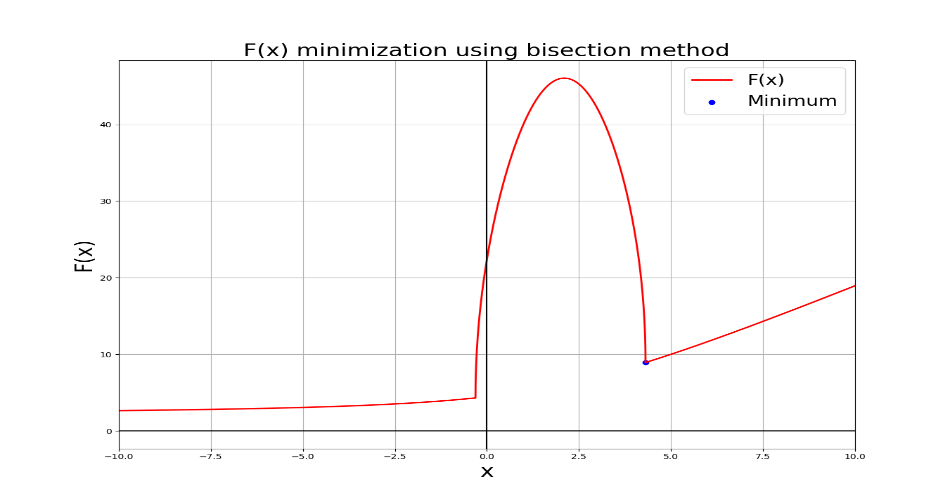 F(x) minimization using bisection method
F(x)
Minimum
40
30
20
10
0
F(x)
−10.0 −7.5 −5.0 −2.5 0.0 2.5 5.0 7.5 10.0
x